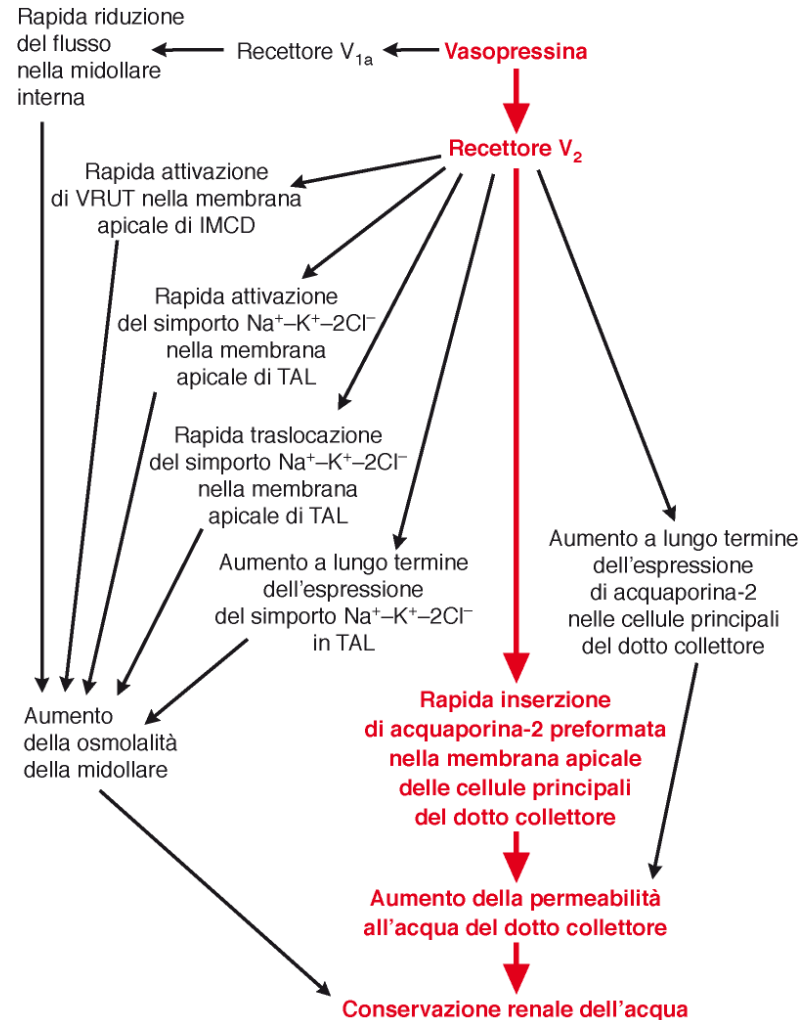 Rapida riduzione
del flusso
nella midollare
interna
Recettore V1a
Vasopressina
Recettore V2
Rapida attivazione
di VRUT nella membrana
apicale di IMCD
Rapida attivazione
del simporto Na⁺–K⁺–2Cl⁻
nella membrana
apicale di TAL
Rapida traslocazione
del simporto Na⁺–K⁺–2Cl⁻
nella membrana
apicale di TAL
Aumento a lungo termine
dell'espressione
del simporto Na⁺–K⁺–2Cl⁻
in TAL
Aumento a lungo termine
dell'espressione
di acquaporina-2
nelle cellule principali
del dotto collettore
Aumento
della osmolalità
della midollare
Rapida inserzione
di acquaporina-2 preformata
nella membrana apicale
delle cellule principali
del dotto collettore
Aumento della permeabilità
all'acqua del dotto collettore
Conservazione renale dell'acqua